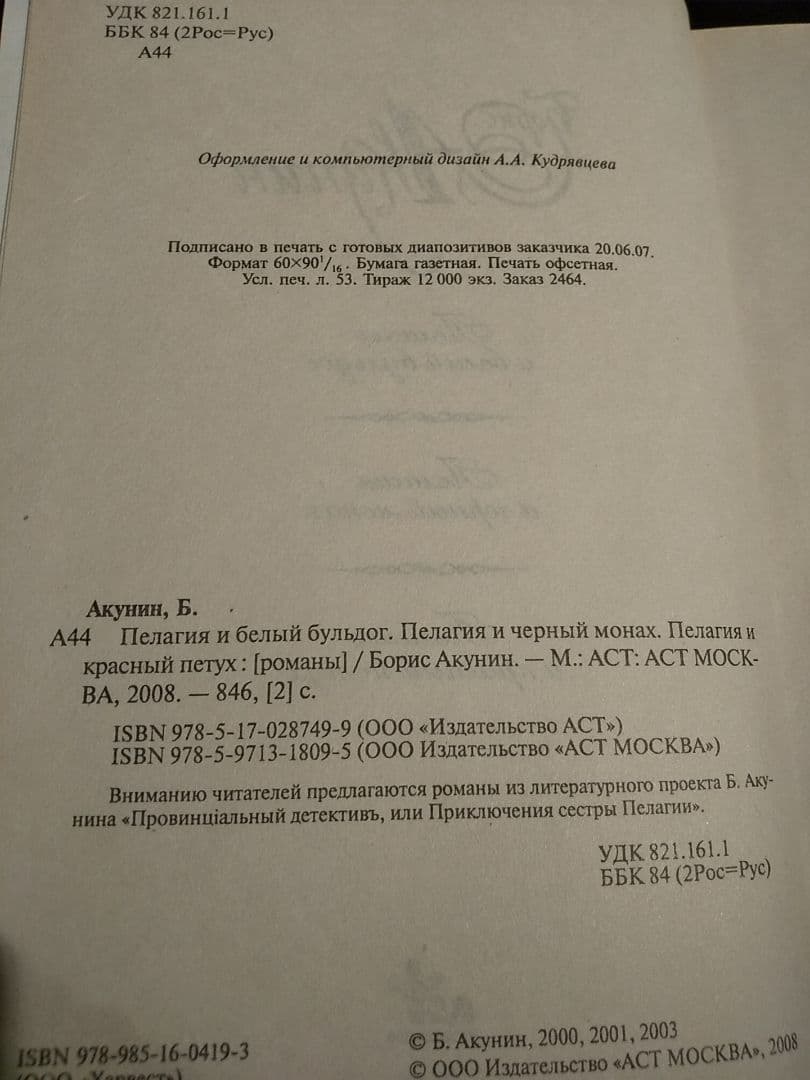 УДК 821.161.1
ББК 84 (2Рос=Рус)
А44
Оформление и компьютерный дизайн А.А. Кудрявцева
Подписано в печать с готовых диапозитивов заказчика 20.06.07.
Формат 60×90 1/16. Бумага газетная. Печать офсетная.
Усл. печ. л. 53. Тираж 12 000 экз. Заказ 2464.
Акунин, Б.
А44 Пелагия и белый бульдог. Пелагия и черный монах. Пелагия и
красный петух : [романы] / Борис Акунин. — М.: АСТ: АСТ МОСК-
ВА, 2008. — 846, [2] с.
ISBN 978-5-17-028749-9 (ООО «Издательство АСТ»)
ISBN 978-5-9713-1809-5 (ООО Издательство «АСТ МОСКВА»)
Вниманию читателей предлагаются романы из литературного проекта Б. Аку-
нина «Провинціальный детективъ, или Приключения сестры Пелагии».
УДК 821.161.1
ББК 84 (2Рос=Рус)
© Б. Акунин, 2000, 2001, 2003
ISBN 978-985-16-0419-3
© ООО Издательство «АСТ МОСКВА», 2008
(ООО «Харвест»)